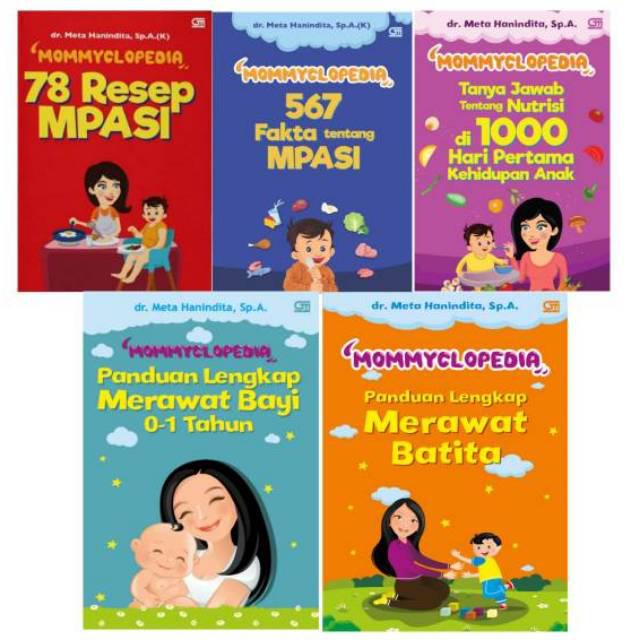 dr. Meta Hanindita, Sp.A.(K)
MOMMYCLOPEDIA
78 Resep
MPASI
dr. Meta Hanindita, Sp.A.(K)
MOMMYCLOPEDIA
567
Fakta tentang
MPASI
dr. Meta Hanindita, Sp.A.
MOMMYCLOPEDIA
Tanya Jawab
Tentang Nutrisi
di 1000
Hari Pertama
Kehidupan Anak
dr. Meta Hanindita, Sp.A.
MOMMYCLOPEDIA
Panduan Lengkap
Merawat Bayi
0-1 Tahun
dr. Meta Hanindita, Sp.A.
MOMMYCLOPEDIA
Panduan Lengkap
Merawat
Batita